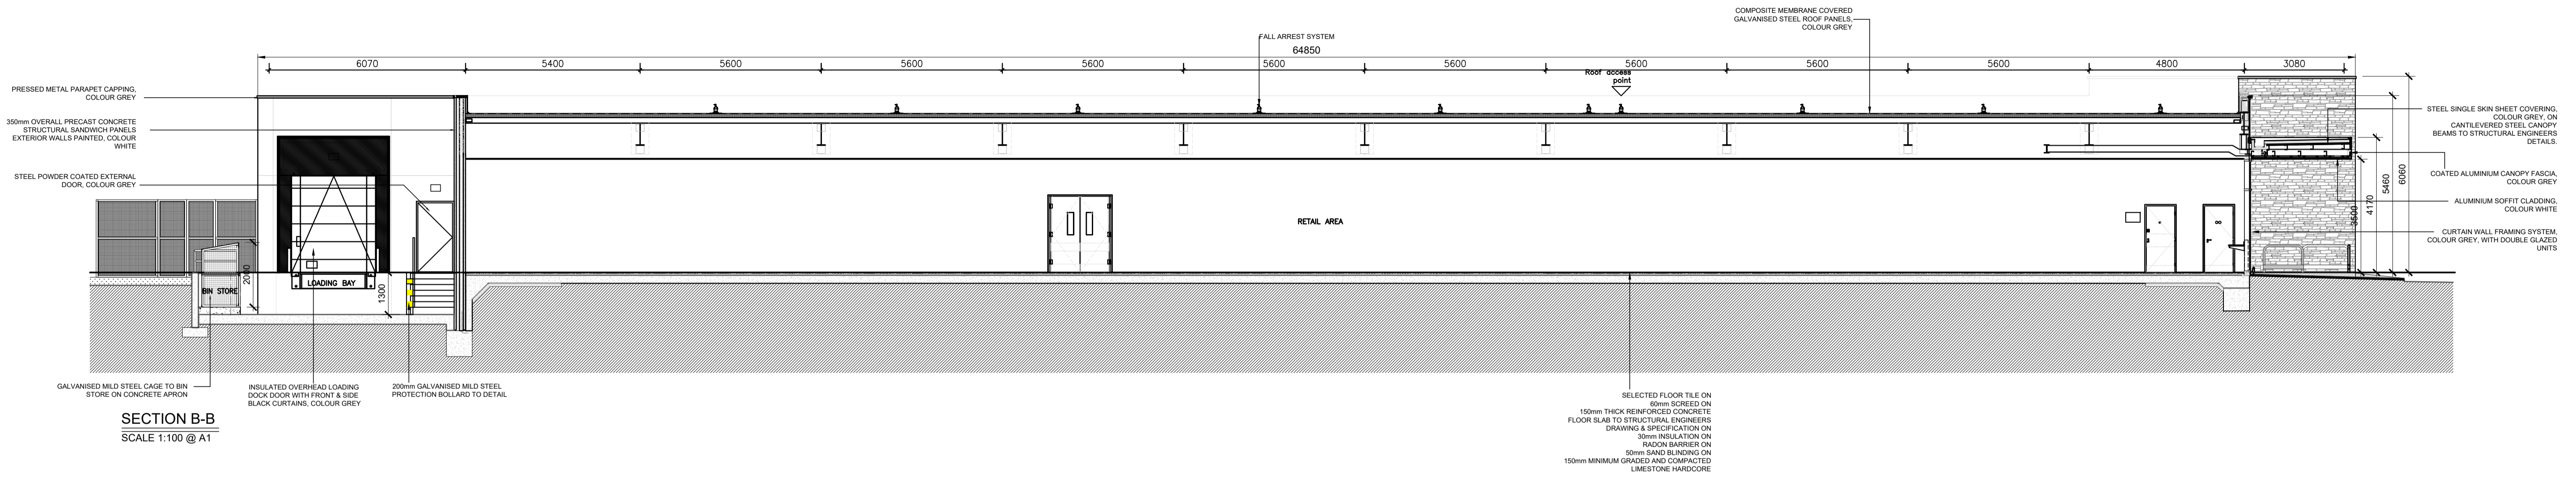 COMPOSITE MEMBRANE COVERED
GALVANISED STEEL ROOF PANELS,
COLOUR GREY
FALL ARREST SYSTEM
64850
6070
5400
5600
5600
5600
5600
5600
5600
5600
5600
4800
3080
Roof access
point
PRESSED METAL PARAPET CAPPING,
COLOUR GREY
350mm OVERALL PRECAST CONCRETE
STRUCTURAL SANDWICH PANELS
EXTERIOR WALLS PAINTED, COLOUR
WHITE
STEEL POWDER COATED EXTERNAL
DOOR, COLOUR GREY
STEEL SINGLE SKIN SHEET COVERING,
COLOUR GREY, ON
CANTILEVERED STEEL CANOPY
BEAMS TO STRUCTURAL ENGINEERS
DETAILS.
COATED ALUMINIUM CANOPY FASCIA,
COLOUR GREY
ALUMINIUM SOFFIT CLADDING,
COLOUR WHITE
CURTAIN WALL FRAMING SYSTEM,
COLOUR GREY, WITH DOUBLE GLAZED
UNITS
3500
4170
5460
6060
RETAIL AREA
2000
BIN STORE
LOADING BAY
1300
GALVANISED MILD STEEL CAGE TO BIN
STORE ON CONCRETE APRON
INSULATED OVERHEAD LOADING
DOCK DOOR WITH FRONT & SIDE
BLACK CURTAINS, COLOUR GREY
200mm GALVANISED MILD STEEL
PROTECTION BOLLARD TO DETAIL
SELECTED FLOOR TILE ON
60mm SCREED ON
150mm THICK REINFORCED CONCRETE
FLOOR SLAB TO STRUCTURAL ENGINEERS
DRAWING & SPECIFICATION ON
30mm INSULATION ON
RADON BARRIER ON
50mm SAND BLINDING ON
150mm MINIMUM GRADED AND COMPACTED
LIMESTONE HARDCORE
SECTION B-B
SCALE 1:100 @ A1